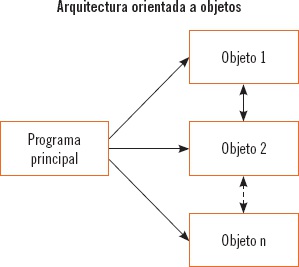 Arquitectura orientada a objetos
Objeto 1
Programa
principal
Objeto 2
Objeto n